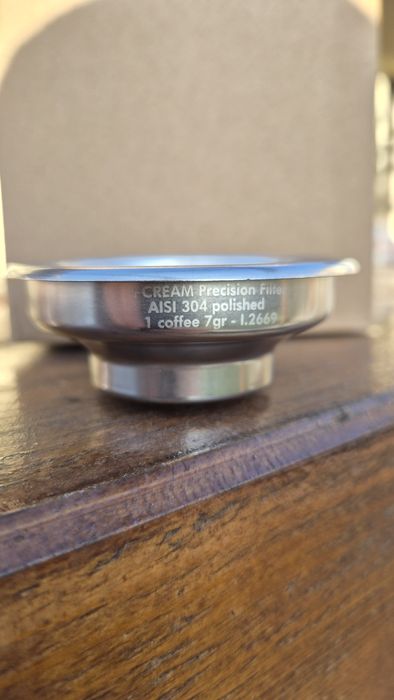 CREAM Precision Filter
AISI 304 polished
1 coffee 7gr - I.2669